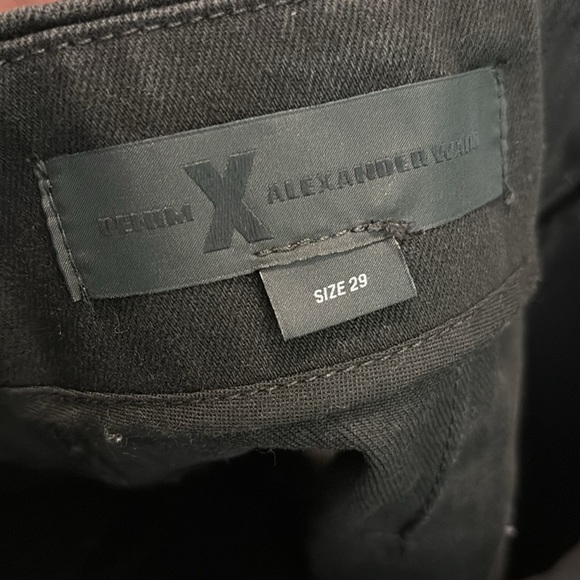 DENIM X ALEXANDER WANG
SIZE 29